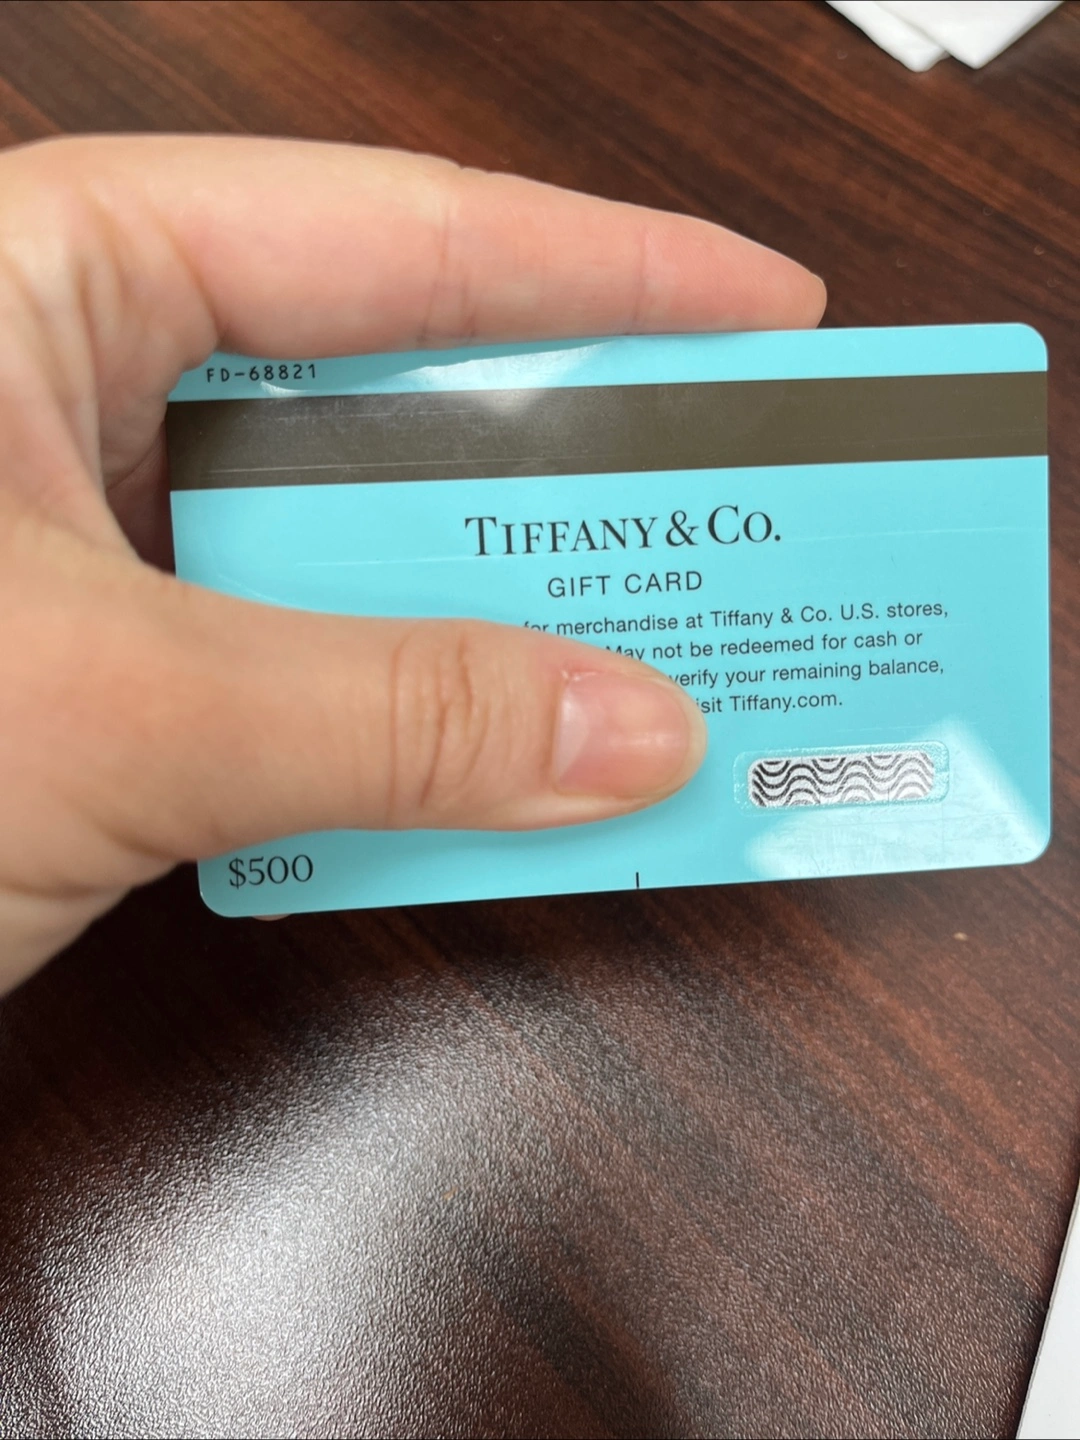 FD-68821
TIFFANY & CO.
GIFT CARD
for merchandise at Tiffany & Co. U.S. stores,
May not be redeemed for cash or
verify your remaining balance,
visit Tiffany.com.
$500